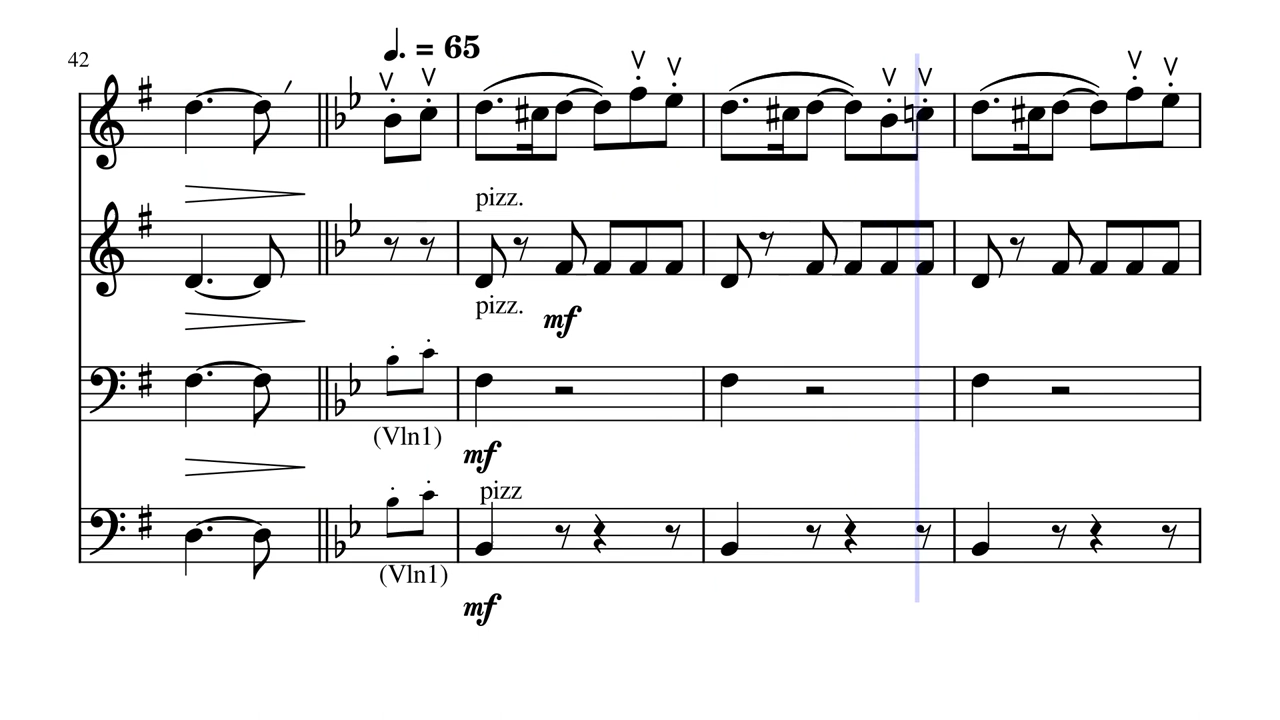 42
♩. = 65
pizz.
pizz.
mf
(Vln1)
mf
pizz
(Vln1)
mf